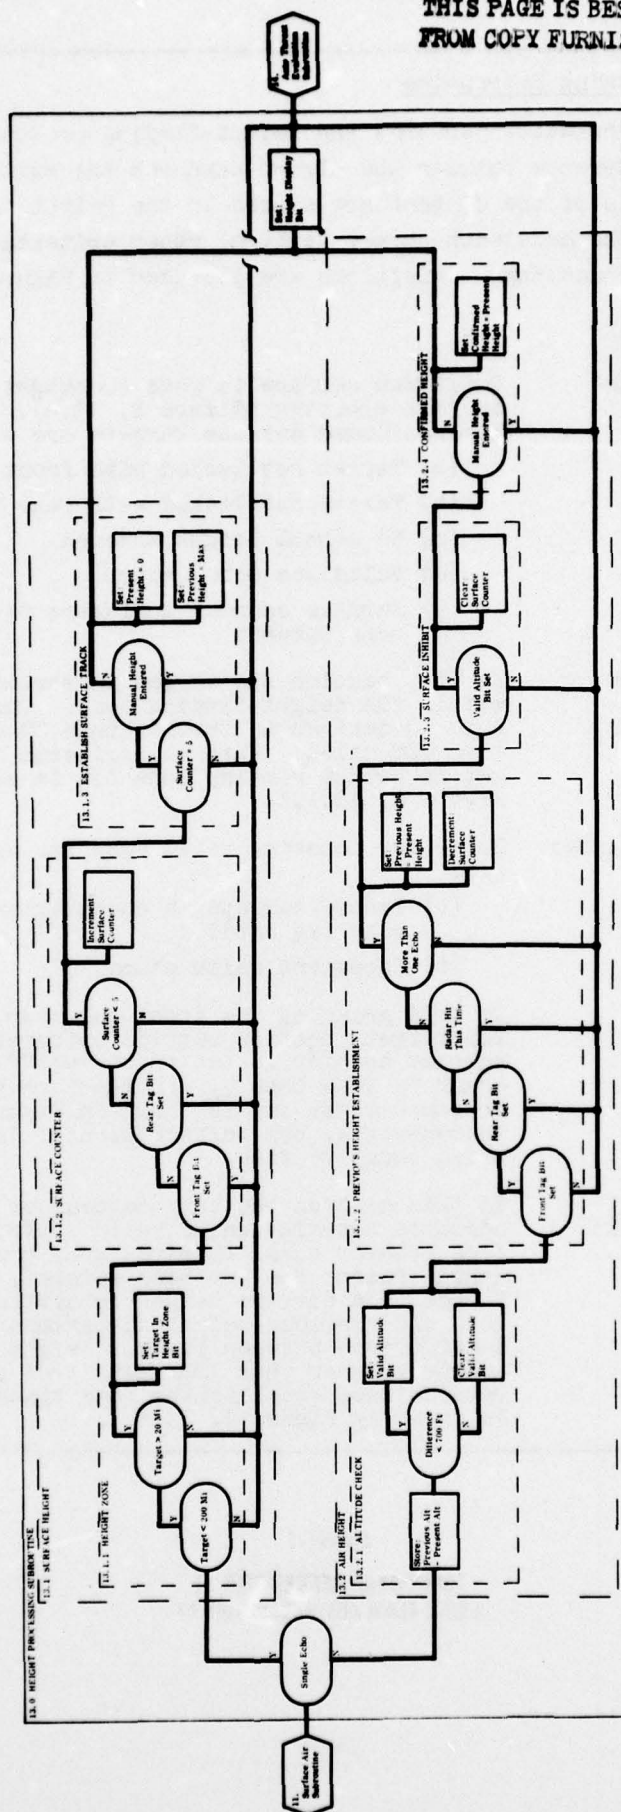 THIS PAGE IS BES
FROM COPY FURNI
13.0 HEIGHT PROCESSING SUBROUTINE
11.
Surface Air
Subroutine
Single Echo
Y
N
13.1 SURFACE HEIGHT
13.1.1 HEIGHT ZONE
Target < 200 Mi
Y
N
Target > 20 Mi
Y
N
Set:
Target In
Height Zone
Bit
13.1.2 SURFACE COUNTER
Front Tag Bit
Set
N
Y
Rear Tag Bit
Set
N
Y
Surface
Counter < 5
Y
N
Increment
Surface
Counter
13.1.3 ESTABLISH SURFACE TRACK
Surface
Counter = 5
Y
N
Manual Height
Entered
N
Y
Set
Present
Height = 0
Set:
Previous
Height = Max
13.2 AIR HEIGHT
13.2.1 ALTITUDE CHECK
Store:
Previous Alt
- Present Alt
Difference
< 700 Ft
Y
N
Set:
Valid Altitude
Bit
Clear
Valid Altitude
Bit
13.2.2 PREVIOUS HEIGHT ESTABLISHMENT
Front Tag Bit
Set
Y
N
Rear Tag Bit
Set
N
Y
Radar Hit
This Time
N
Y
More Than
One Echo
Y
N
Set
Previous Height
= Present
Height
Decrement
Surface
Counter
13.2.3 SURFACE INHIBIT
Valid Altitude
Bit Set
Y
N
Clear
Surface
Counter
13.2.4 CONFIRMED HEIGHT
Manual Height
Entered
N
Y
Set
Confirmed
Height = Present
Height
Set:
Height Display
Bit
14.
Auto Threat
Evaluation
Subroutine